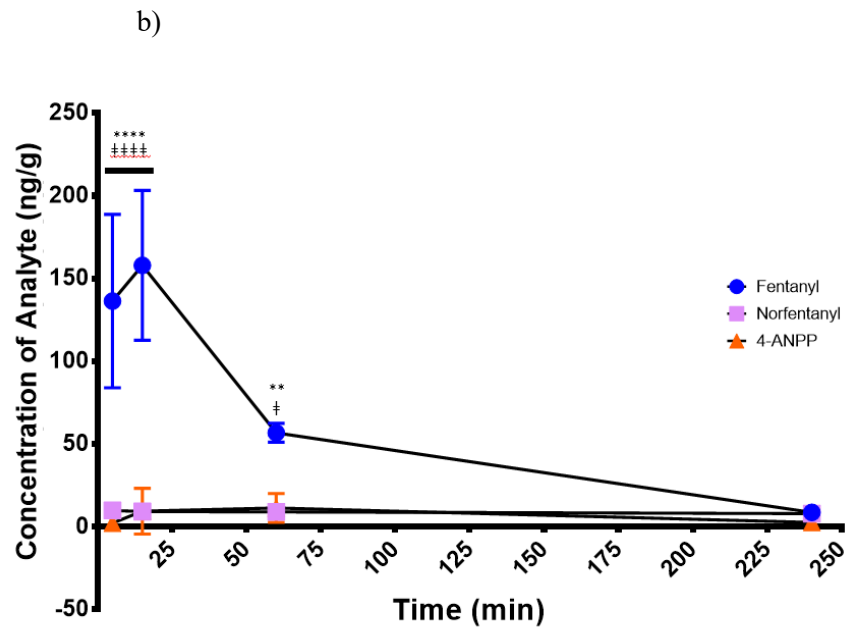 b)
250
200
150
100
50
0
-50
****
ǂǂǂǂ
**
ǂ
Concentration of Analyte (ng/g)
Fentanyl
Norfentanyl
4-ANPP
25 50 75 100 125 150 175 200 225 250
Time (min)